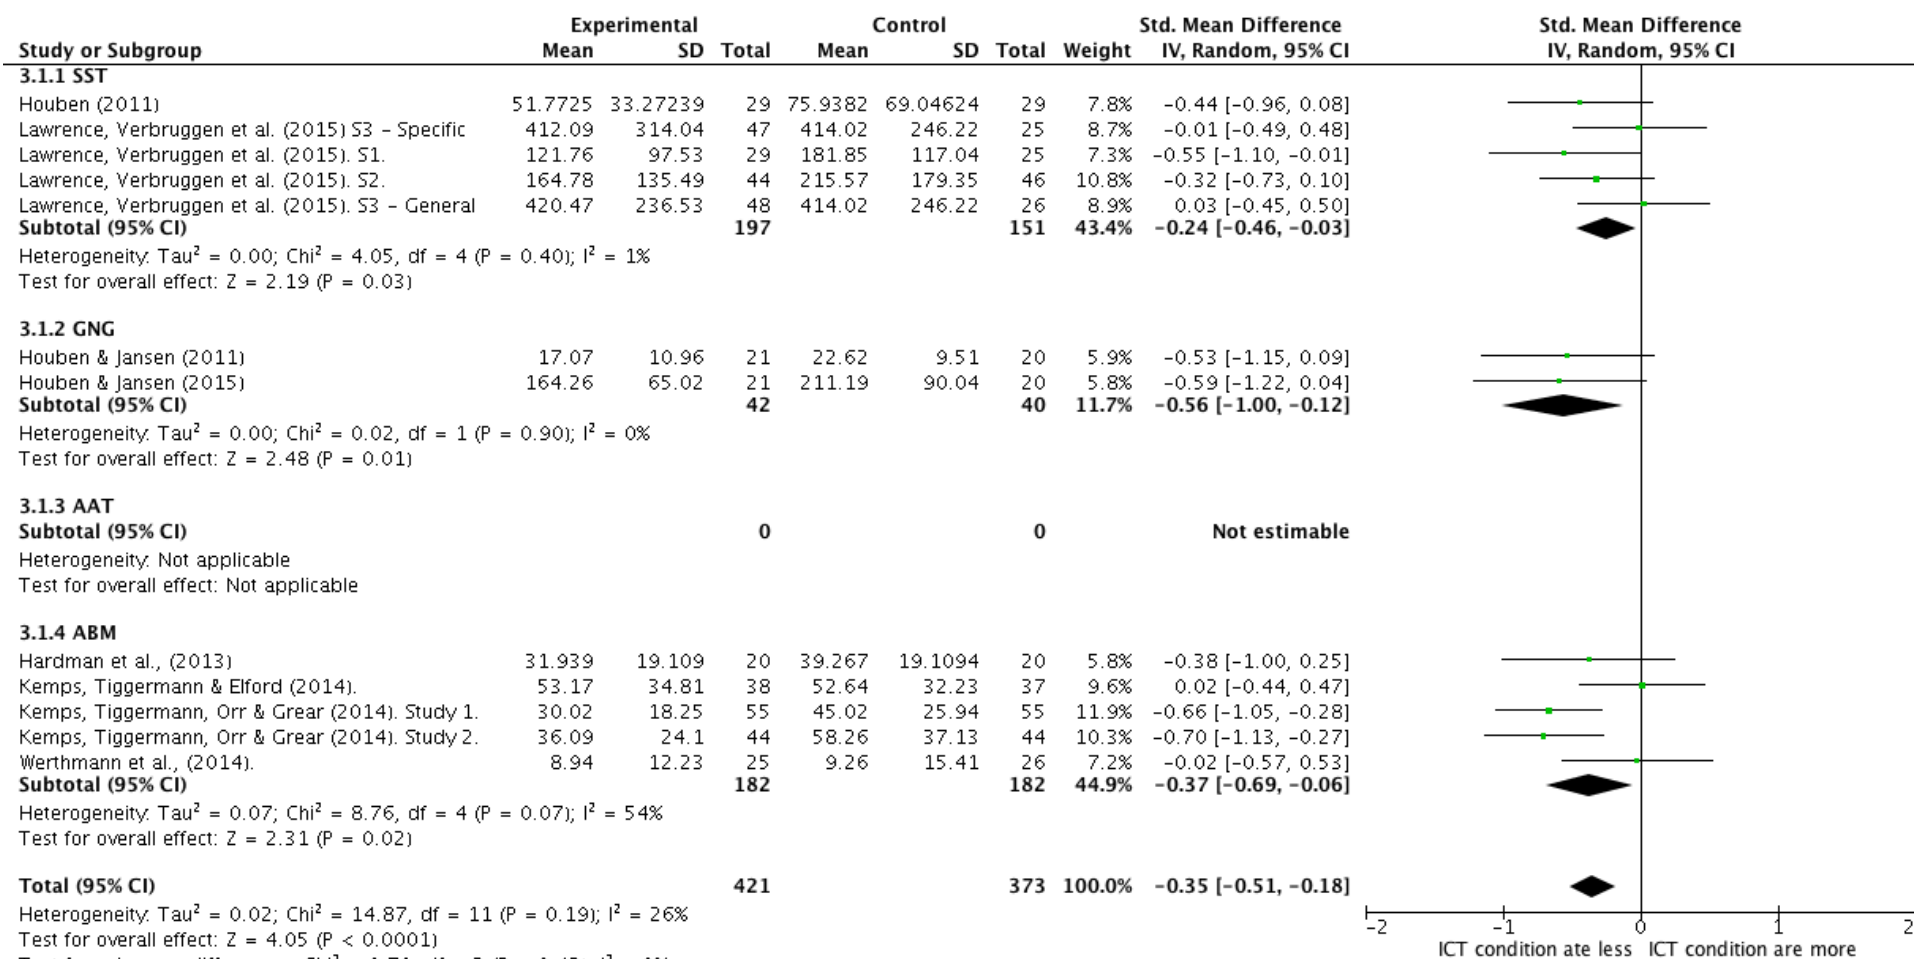 Experimental Control Std. Mean Difference Std. Mean Difference
Study or Subgroup Mean SD Total Mean SD Total Weight IV, Random, 95% CI IV, Random, 95% CI
3.1.1 SST
Houben (2011) 51.7725 33.27239 29 75.9382 69.04624 29 7.8% −0.44 [−0.96, 0.08]
Lawrence, Verbruggen et al. (2015) S3 – Specific 412.09 314.04 47 414.02 246.22 25 8.7% −0.01 [−0.49, 0.48]
Lawrence, Verbruggen et al. (2015). S1. 121.76 97.53 29 181.85 117.04 25 7.3% −0.55 [−1.10, −0.01]
Lawrence, Verbruggen et al. (2015). S2. 164.78 135.49 44 215.57 179.35 46 10.8% −0.32 [−0.73, 0.10]
Lawrence, Verbruggen et al. (2015). S3 – General 420.47 236.53 48 414.02 246.22 26 8.9% 0.03 [−0.45, 0.50]
Subtotal (95% CI) 197 151 43.4% −0.24 [−0.46, −0.03]
Heterogeneity: Tau² = 0.00; Chi² = 4.05, df = 4 (P = 0.40); I² = 1%
Test for overall effect: Z = 2.19 (P = 0.03)
3.1.2 GNG
Houben & Jansen (2011) 17.07 10.96 21 22.62 9.51 20 5.9% −0.53 [−1.15, 0.09]
Houben & Jansen (2015) 164.26 65.02 21 211.19 90.04 20 5.8% −0.59 [−1.22, 0.04]
Subtotal (95% CI) 42 40 11.7% −0.56 [−1.00, −0.12]
Heterogeneity: Tau² = 0.00; Chi² = 0.02, df = 1 (P = 0.90); I² = 0%
Test for overall effect: Z = 2.48 (P = 0.01)
3.1.3 AAT
Subtotal (95% CI) 0 0 Not estimable
Heterogeneity: Not applicable
Test for overall effect: Not applicable
3.1.4 ABM
Hardman et al., (2013) 31.939 19.109 20 39.267 19.1094 20 5.8% −0.38 [−1.00, 0.25]
Kemps, Tiggermann & Elford (2014). 53.17 34.81 38 52.64 32.23 37 9.6% 0.02 [−0.44, 0.47]
Kemps, Tiggermann, Orr & Grear (2014). Study 1. 30.02 18.25 55 45.02 25.94 55 11.9% −0.66 [−1.05, −0.28]
Kemps, Tiggermann, Orr & Grear (2014). Study 2. 36.09 24.1 44 58.26 37.13 44 10.3% −0.70 [−1.13, −0.27]
Werthmann et al., (2014). 8.94 12.23 25 9.26 15.41 26 7.2% −0.02 [−0.57, 0.53]
Subtotal (95% CI) 182 182 44.9% −0.37 [−0.69, −0.06]
Heterogeneity: Tau² = 0.07; Chi² = 8.76, df = 4 (P = 0.07); I² = 54%
Test for overall effect: Z = 2.31 (P = 0.02)
Total (95% CI) 421 373 100.0% −0.35 [−0.51, −0.18]
Heterogeneity: Tau² = 0.02; Chi² = 14.87, df = 11 (P = 0.19); I² = 26%
Test for overall effect: Z = 4.05 (P < 0.0001)
−2 −1 0 1 2
ICT condition ate less ICT condition are more